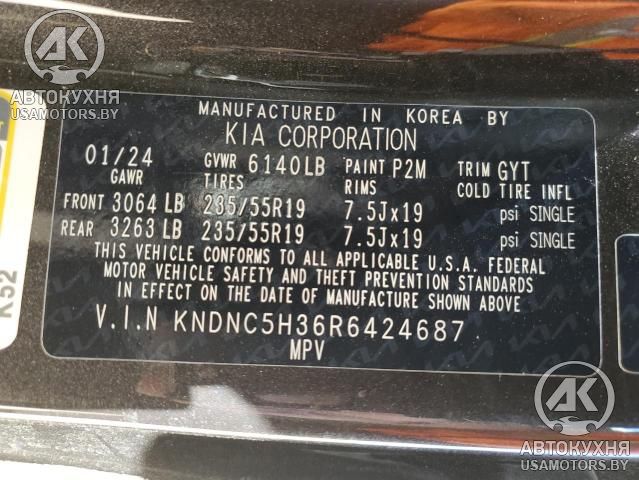 АК
АВТОКУХНЯ
USAMOTORS.BY
MANUFACTURED IN KOREA BY
KIA CORPORATION
01/24 GVWR 6140LB PAINT P2M TRIM GYT
GAWR TIRES RIMS COLD TIRE INFL
FRONT 3064 LB 235/55R19 7.5Jx19 psi SINGLE
REAR 3263 LB 235/55R19 7.5Jx19 psi SINGLE
THIS VEHICLE CONFORMS TO ALL APPLICABLE U.S.A. FEDERAL
MOTOR VEHICLE SAFETY AND THEFT PREVENTION STANDARDS
IN EFFECT ON THE DATE OF MANUFACTURE SHOWN ABOVE.
V.I.N KNDNC5H36R6424687
MPV
K52
АК
АВТОКУХНЯ
USAMOTORS.BY